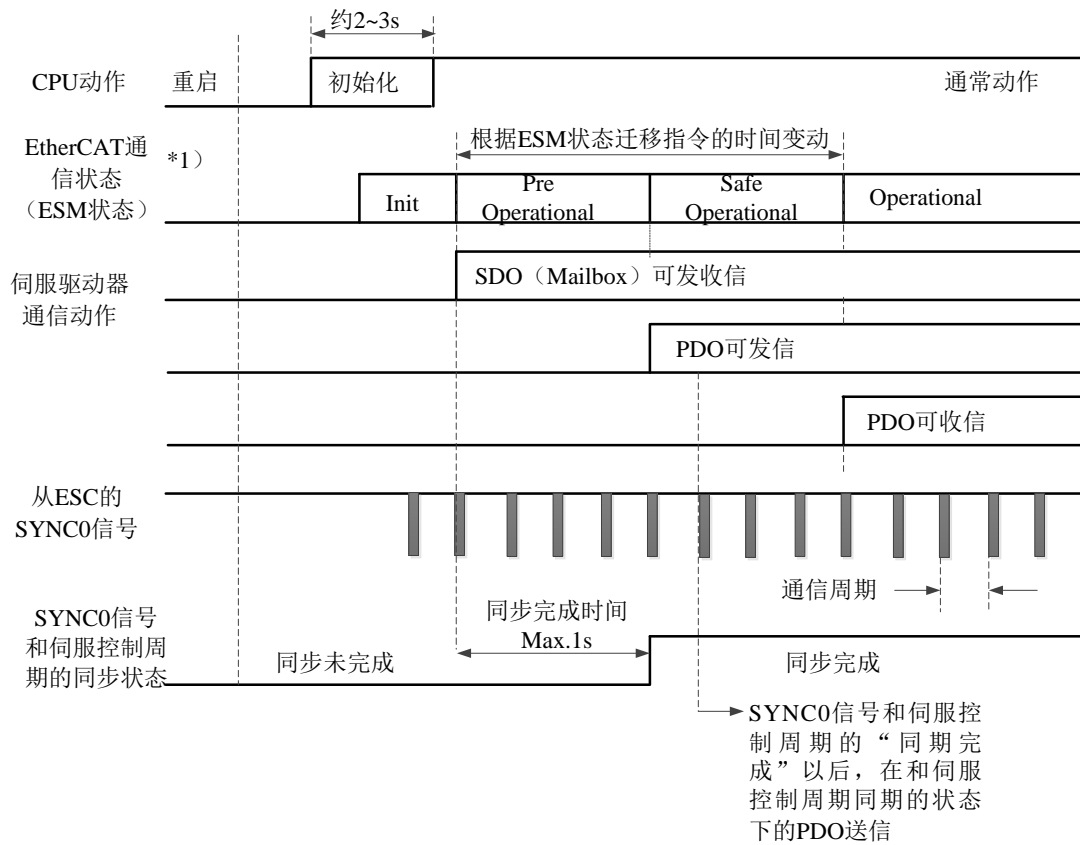 约2~3s
CPU动作
重启
初始化
通常动作
EtherCAT通
信状态
（ESM状态）
*1）
根据ESM状态迁移指令的时间变动
Init
Pre
Operational
Safe
Operational
Operational
伺服驱动器
通信动作
SDO（Mailbox）可发收信
PDO可发信
PDO可收信
从ESC的
SYNC0信号
通信周期
SYNC0信号
和伺服控制周
期的同步状态
同步未完成
同步完成时间
Max.1s
同步完成
SYNC0信号和伺服控
制周期的“同期完
成”以后，在和伺服
控制周期同期的状态
下的PDO送信